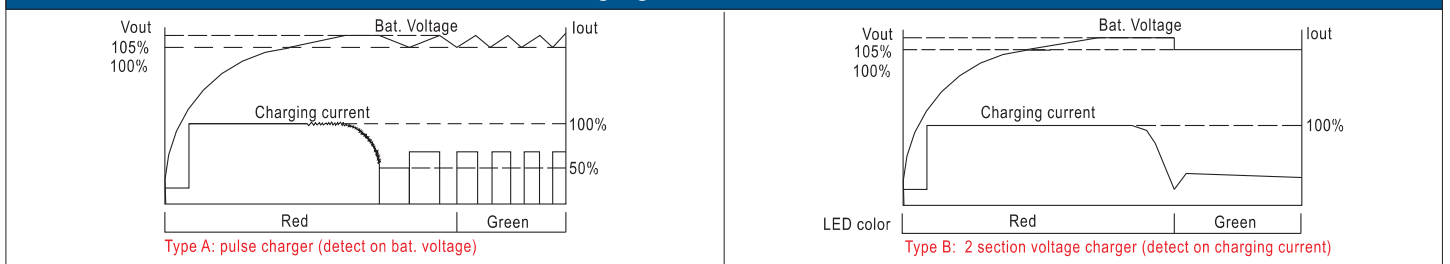 Vout
105%
100%
Bat. Voltage
Iout
Charging current
100%
50%
Red
Green
Type A: pulse charger (detect on bat. voltage)
Vout
105%
100%
Bat. Voltage
Iout
Charging current
100%
LED color
Red
Green
Type B: 2 section voltage charger (detect on charging current)